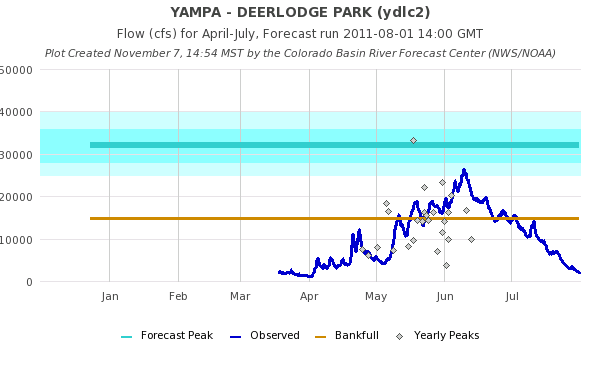 YAMPA - DEERLODGE PARK (ydlc2)
Flow (cfs) for April-July, Forecast run 2011-08-01 14:00 GMT
Plot Created November 7, 14:54 MST by the Colorado Basin River Forecast Center (NWS/NOAA)
50000
40000
30000
20000
10000
0
Jan Feb Mar Apr May Jun Jul
Forecast Peak Observed Bankfull Yearly Peaks